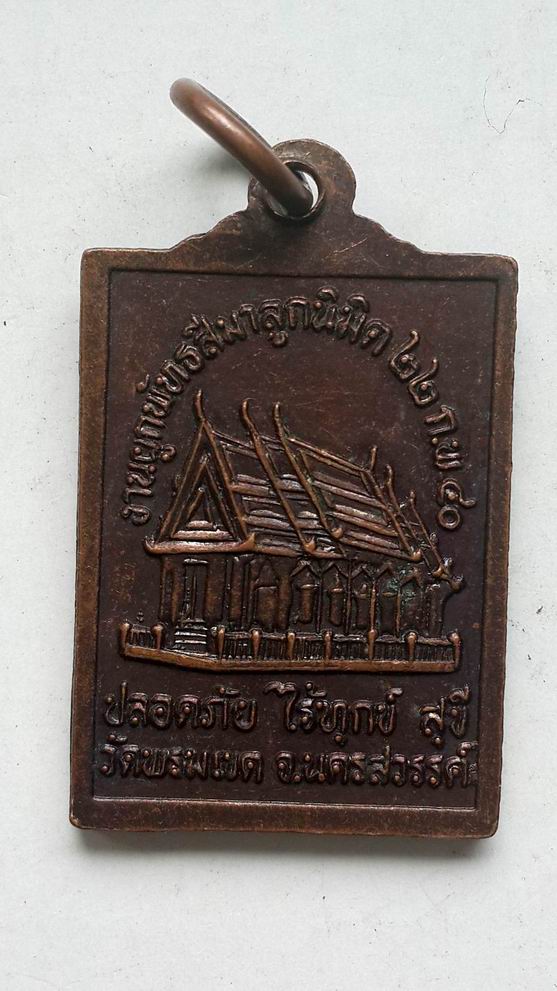 งานผูกพัทธสีมาลูกนิมิต ๒๒ ก.พ ๔๐
ปลอดภัย ไร้ทุกข์ สุขี
วัดพรมเขต จ.นครสวรรค์